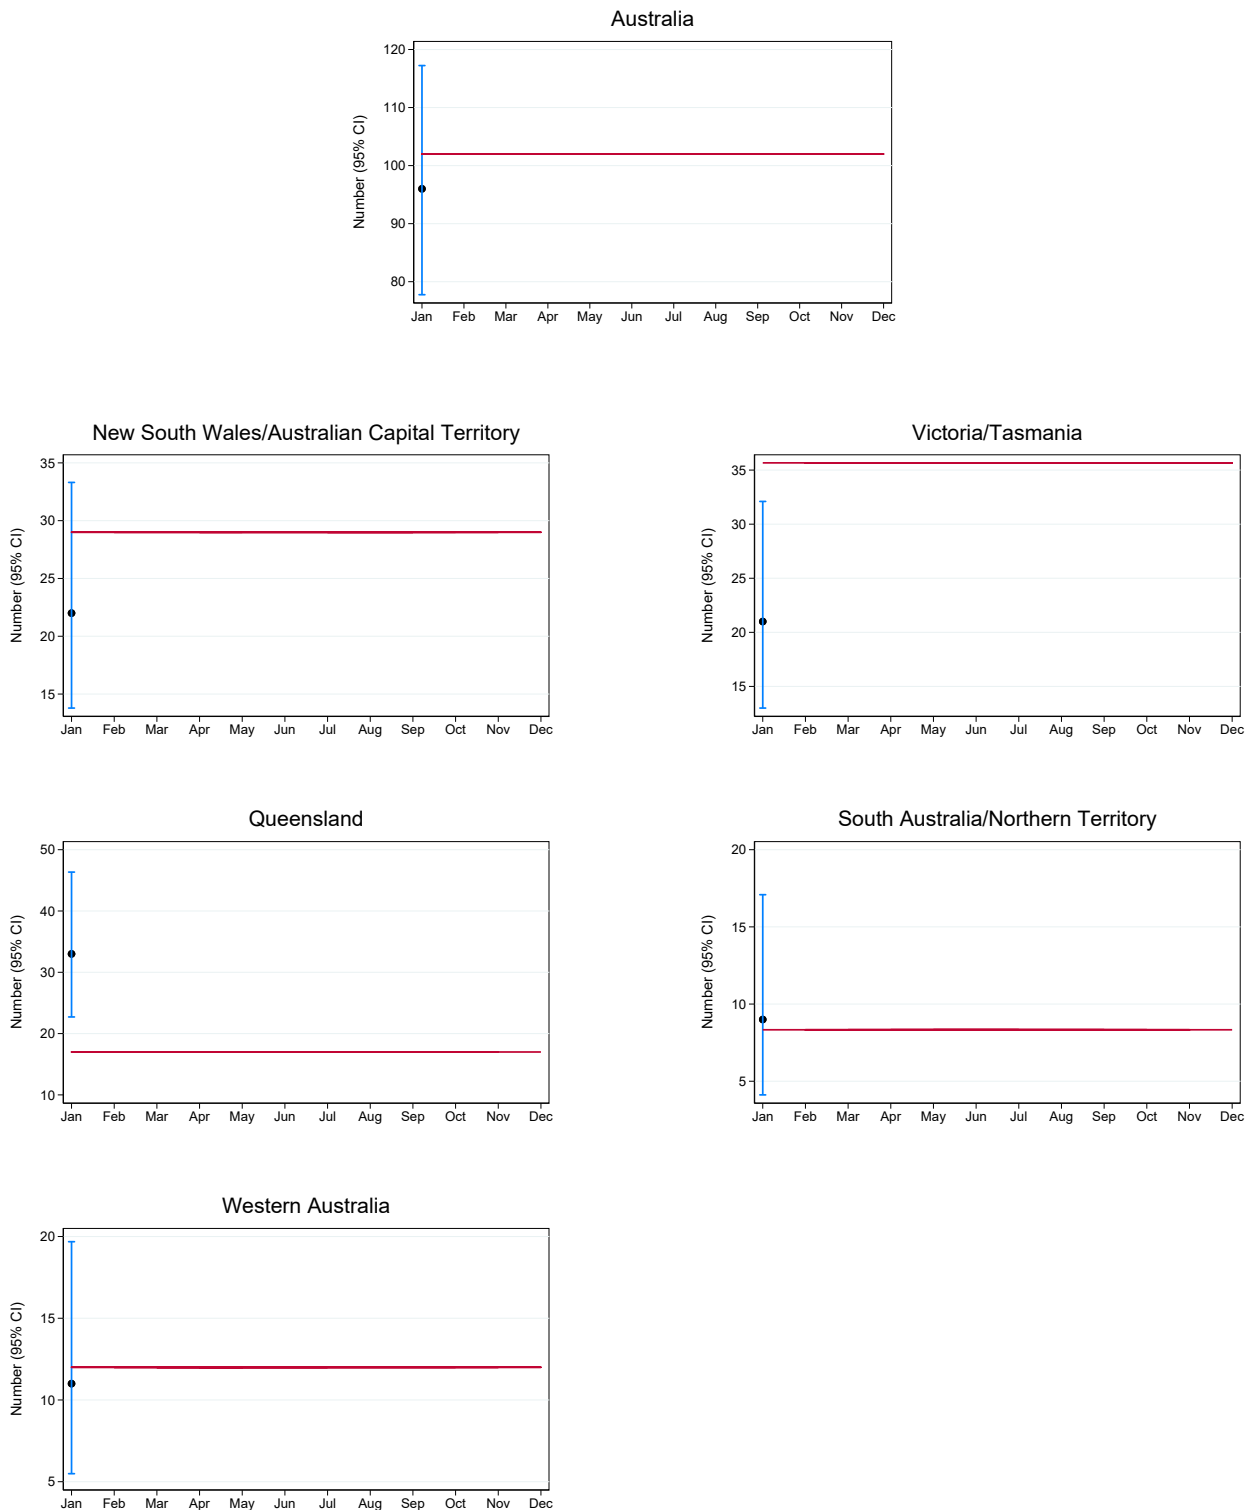 Australia
Number (95% CI)
120
110
100
90
80
Jan Feb Mar Apr May Jun Jul Aug Sep Oct Nov Dec
New South Wales/Australian Capital Territory
Number (95% CI)
35
30
25
20
15
Jan Feb Mar Apr May Jun Jul Aug Sep Oct Nov Dec
Victoria/Tasmania
Number (95% CI)
35
30
25
20
15
Jan Feb Mar Apr May Jun Jul Aug Sep Oct Nov Dec
Queensland
Number (95% CI)
50
40
30
20
10
Jan Feb Mar Apr May Jun Jul Aug Sep Oct Nov Dec
South Australia/Northern Territory
Number (95% CI)
20
15
10
5
Jan Feb Mar Apr May Jun Jul Aug Sep Oct Nov Dec
Western Australia
Number (95% CI)
20
15
10
5
Jan Feb Mar Apr May Jun Jul Aug Sep Oct Nov Dec